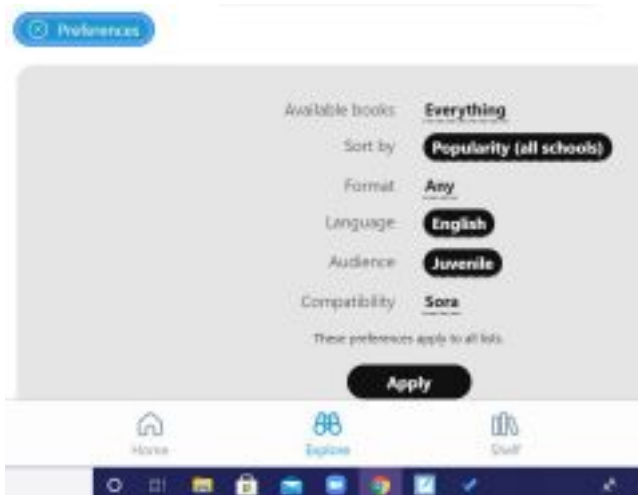 Preferences
Available books Everything
Sort by Popularity (all schools)
Format Any
Language English
Audience Juvenile
Compatibility Sora
These preferences apply to all lists.
Apply
Home Explore Shelf